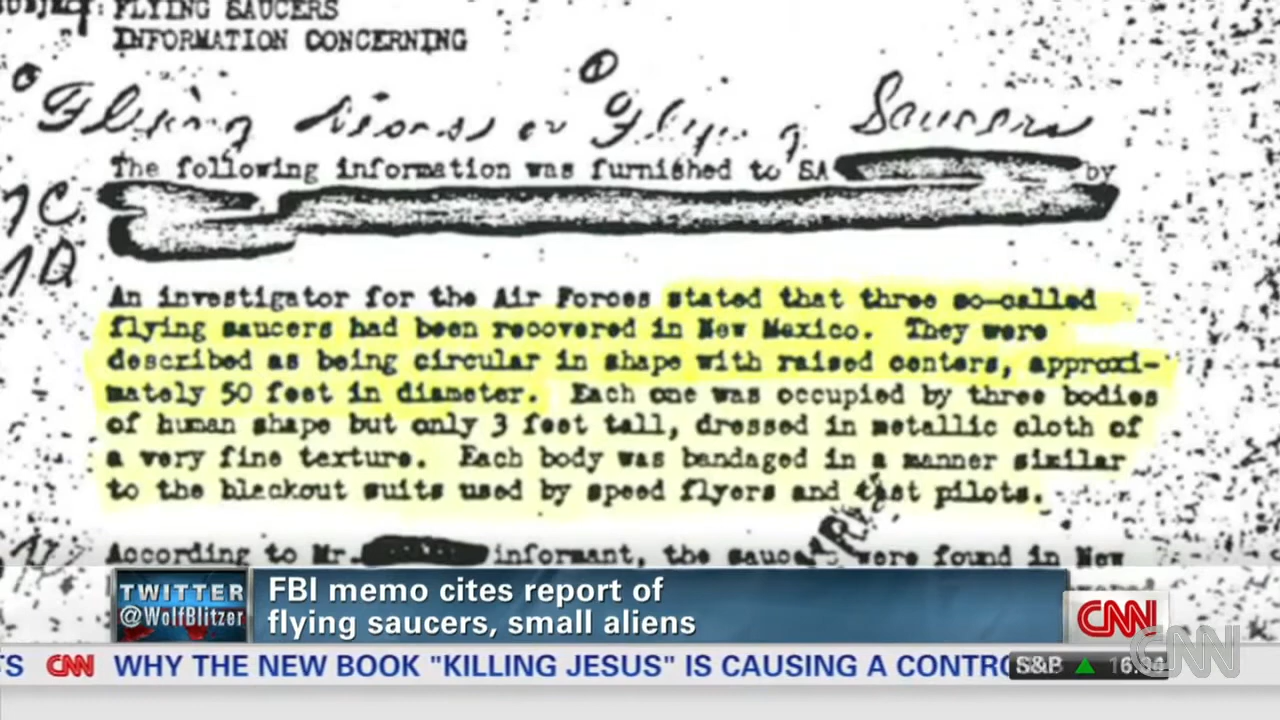 FLYING SAUCERS
INFORMATION CONCERNING
Flying Discs or Flying Saucers
The following information was furnished to SA by
An investigator for the Air Forces stated that three so-called
flying saucers had been recovered in New Mexico. They were
described as being circular in shape with raised centers, approxi-
mately 50 feet in diameter. Each one was occupied by three bodies
of human shape but only 3 feet tall, dressed in metallic cloth of
a very fine texture. Each body was bandaged in a manner similar
to the blackout suits used by speed flyers and test pilots.
According to Mr. informant, the saucers were found in New
TWITTER
@WolfBlitzer
FBI memo cites report of
flying saucers, small aliens
CNN
CNN WHY THE NEW BOOK "KILLING JESUS" IS CAUSING A CONTRO
S&P ▲
CNN